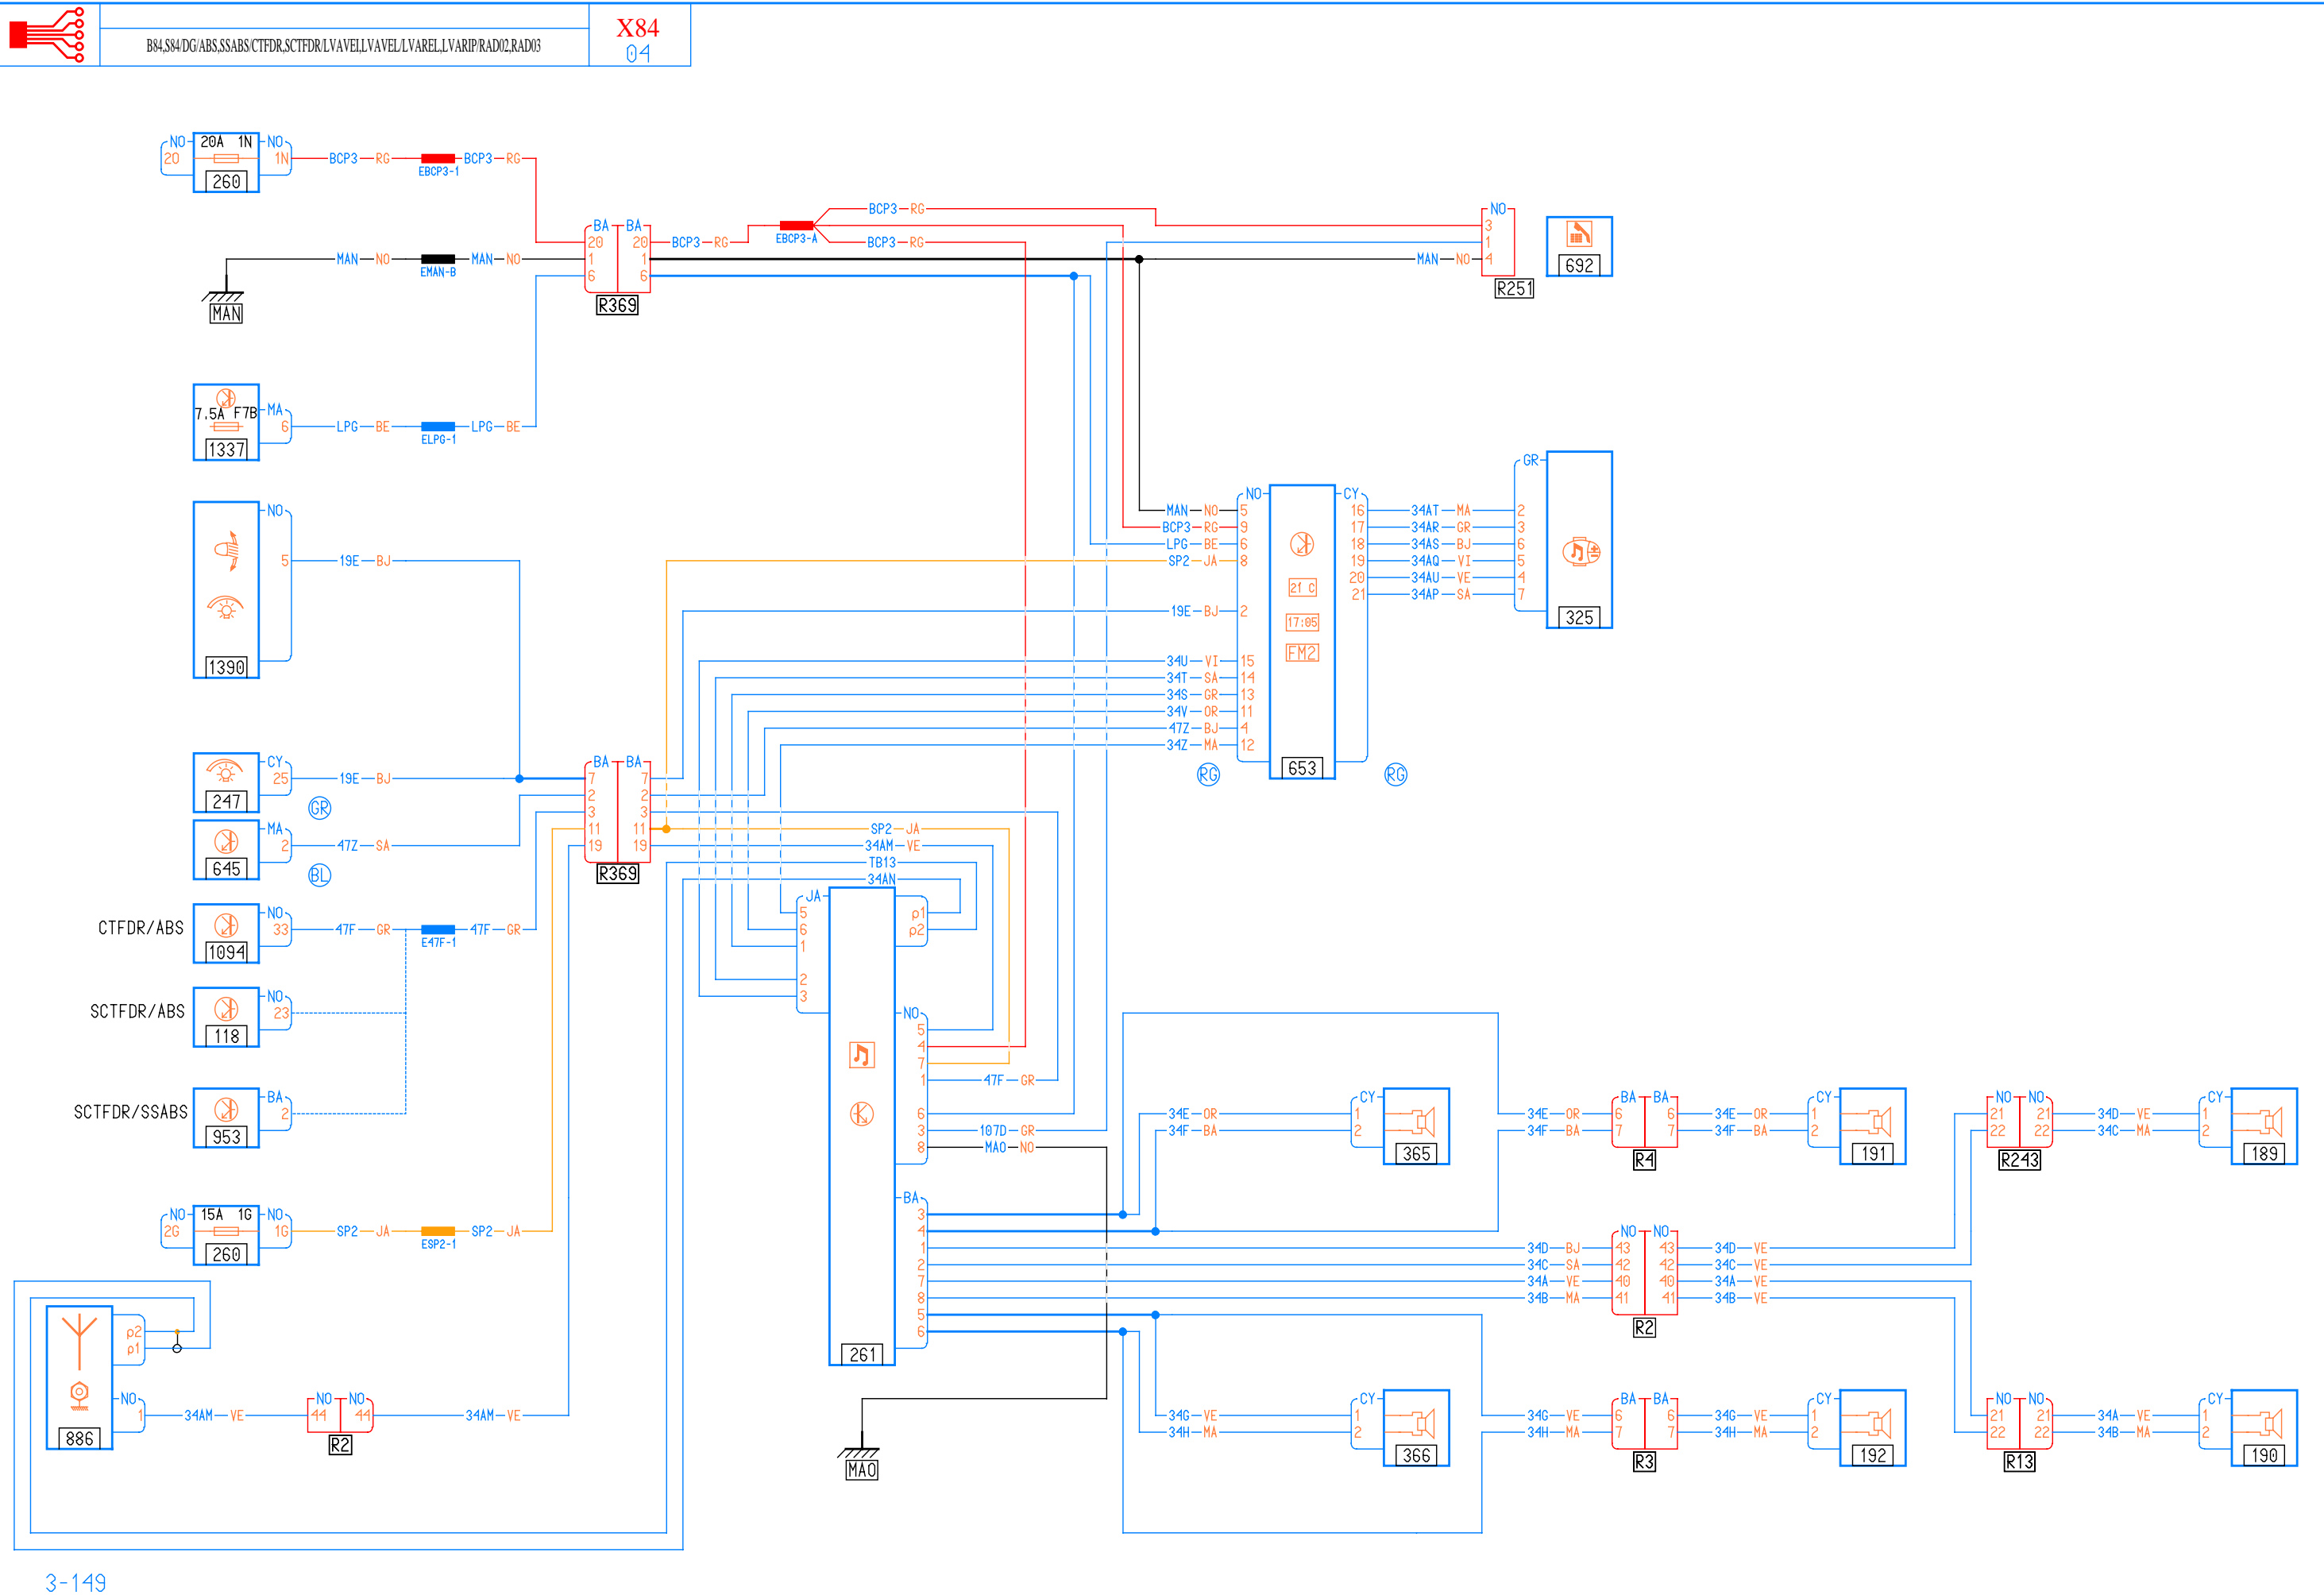 B84,S84/DG/ABS,SSABS/CTFDR,SCTFDR/LVAVEI,LVAVEL/LVAREL,LVARIP/RAD02,RAD03
X84
04
NO 20A 1N NO
20 1N BCP3 RG BCP3 RG
EBCP3-1
260
BCP3 RG
NO
BA BA 3
20 20 BCP3 RG EBCP3-A BCP3 RG 1
MAN NO EMAN-B MAN NO 1 1 MAN NO 4
6 6
692
R251
R369
MAN
7.5A F7B MA
6 LPG BE ELPG-1 LPG BE
1337
GR
NO
5 19E BJ
1390
NO CY
MAN NO 5 16 34AT MA 2
BCP3 RG 9 17 34AR GR 3
LPG BE 6 18 34AS BJ 6
SP2 JA 8 19 34AQ VI 5
20 34AU VE 4
21 C
21 34AP SA 7
19E BJ 2
17:05
325
FM2
34U VI 15
34T SA 14
34S GR 13
34V OR 11
47Z BJ 4
34Z MA 12
653
RG RG
CY BA BA
25 19E BJ 7 7
247 GR
2 2
3 3
MA 11 11 SP2 JA
2 47Z SA 19 19 34AM VE
645 BL
R369
TB13
34AN
JA
CTFDR/ABS NO
33 47F GR E47F-1 47F GR
1094
5 p1
6 p2
1
2
3
SCTFDR/ABS NO
23
118
NO
5
4
7
1 47F GR
6
3 107D GR
8 MAO NO
SCTFDR/SSABS BA
2
953
34E OR CY 1
34F BA 2
365
34E OR BA BA 6 6 34E OR CY 1
34F BA 7 7 34F BA 2
R4
191
NO NO 21 21 34D VE CY 1
22 22 34C MA 2
R243
189
BA
3
4
1 34D BJ NO NO 43 43 34D VE
2 34C SA 42 42 34C VE
7 34A VE 40 40 34A VE
8 34B MA 41 41 34B VE
5
6
R2
NO 15A 1G NO
2G 1G SP2 JA ESP2-1 SP2 JA
260
261
p2
p1
NO
1 34AM VE NO NO 44 44 34AM VE
886
R2
MAO
34G VE CY 1
34H MA 2
366
34G VE BA BA 6 6 34G VE CY 1
34H MA 7 7 34H MA 2
R3
192
NO NO 21 21 34A VE CY 1
22 22 34B MA 2
R13
190
3-149